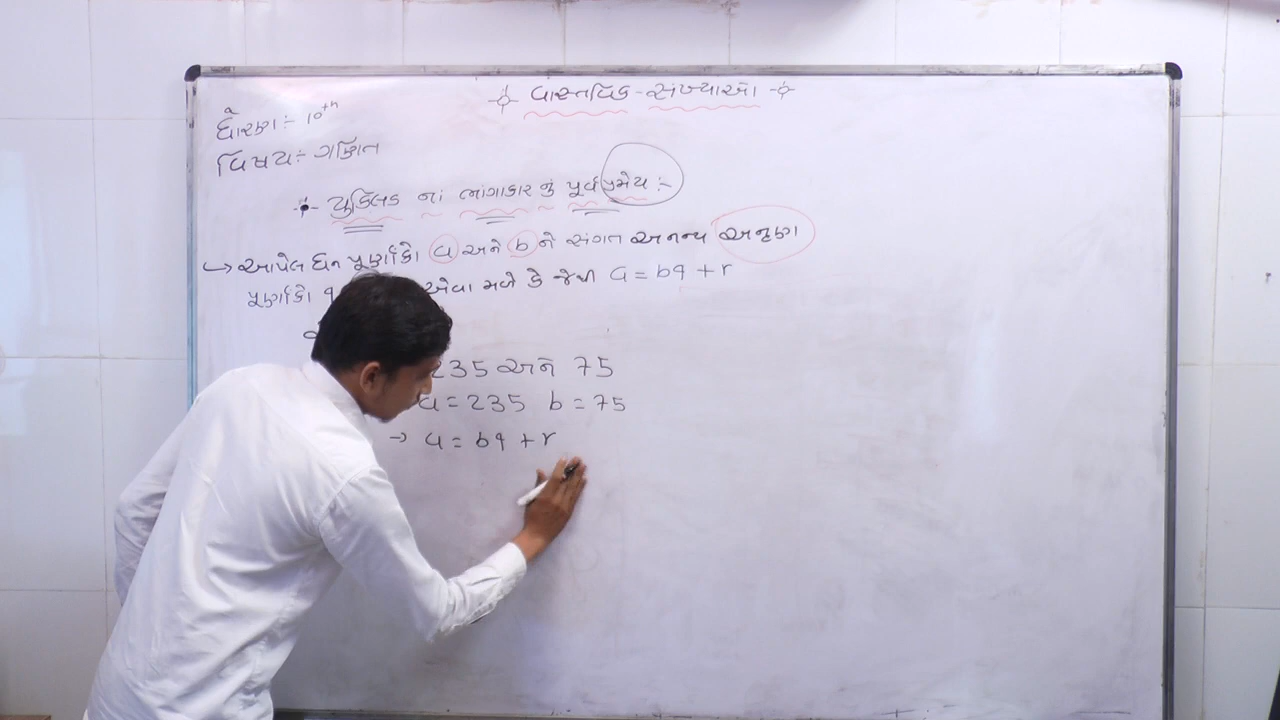 વાસ્તવિક - સંખ્યાઓ
ધોરણ :- 10th
વિષય :- ગણિત
યુક્લિડ નાં ભાગાકાર નું પૂર્વપ્રમેય :-
→ આપેલ ધન પૂર્ણાંકો a અને b ને સંગત અનન્ય અનૃણ
પૂર્ણાંકો q એવા મળે કે જેથી a = bq + r
235 અને 75
a = 235 b = 75
→ a = bq + r